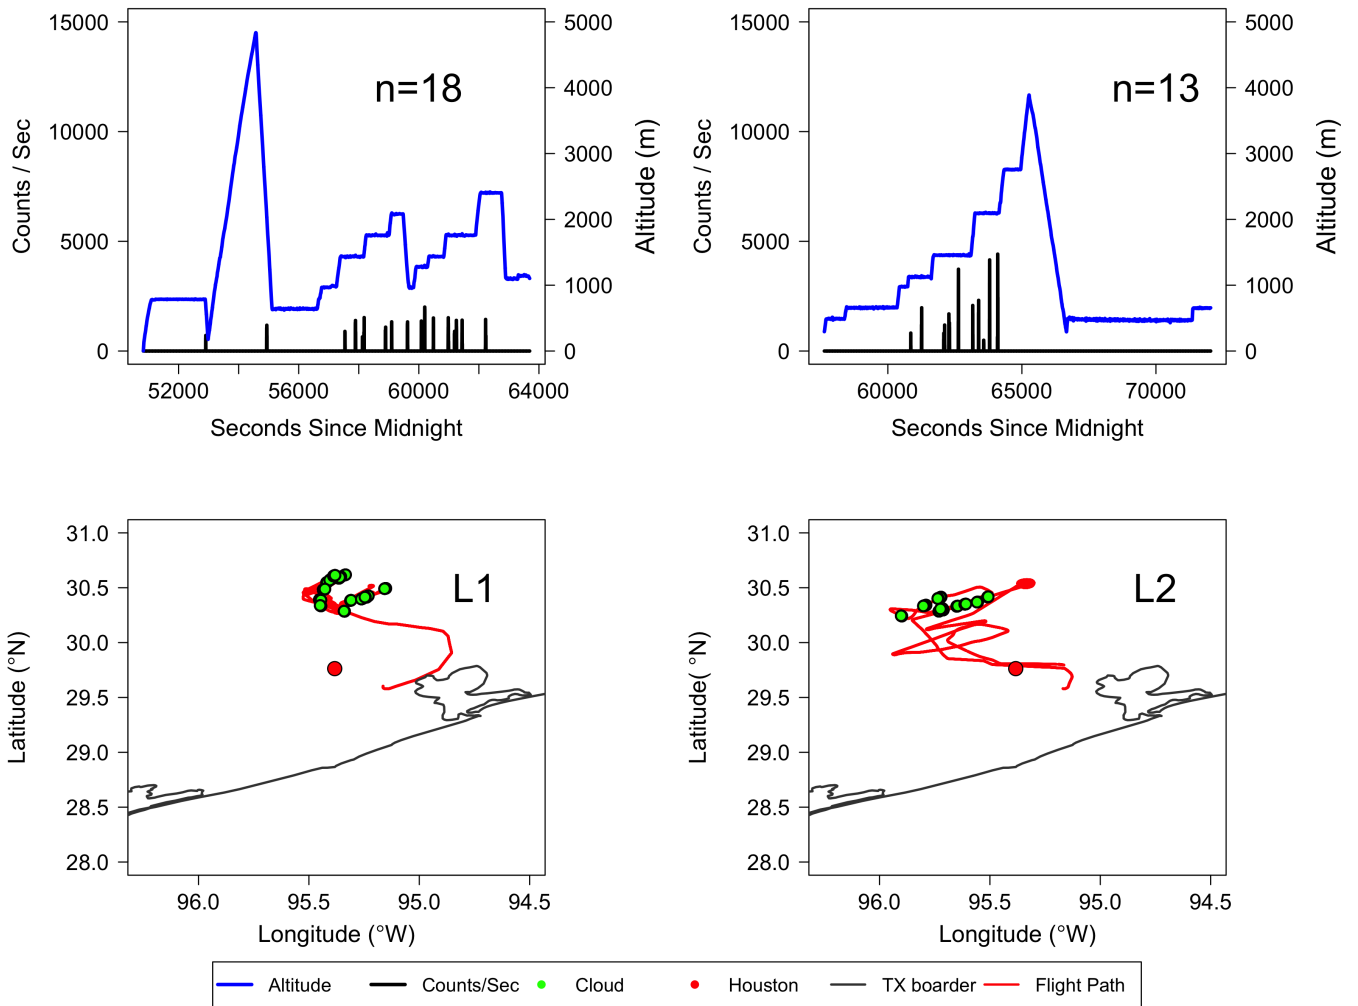 15000
10000
5000
0
Counts / Sec
n=18
5000
4000
3000
2000
1000
0
Altitude (m)
52000 56000 60000 64000
Seconds Since Midnight
15000
10000
5000
0
Counts / Sec
n=13
5000
4000
3000
2000
1000
0
Altitude (m)
60000 65000 70000
Seconds Since Midnight
31.0
30.5
30.0
29.5
29.0
28.5
28.0
Latitude (°N)
L1
96.0 95.5 95.0 94.5
Longitude (°W)
31.0
30.5
30.0
29.5
29.0
28.5
28.0
Latitude( °N)
L2
96.0 95.5 95.0 94.5
Longitude (°W)
Altitude Counts/Sec Cloud Houston TX boarder Flight Path